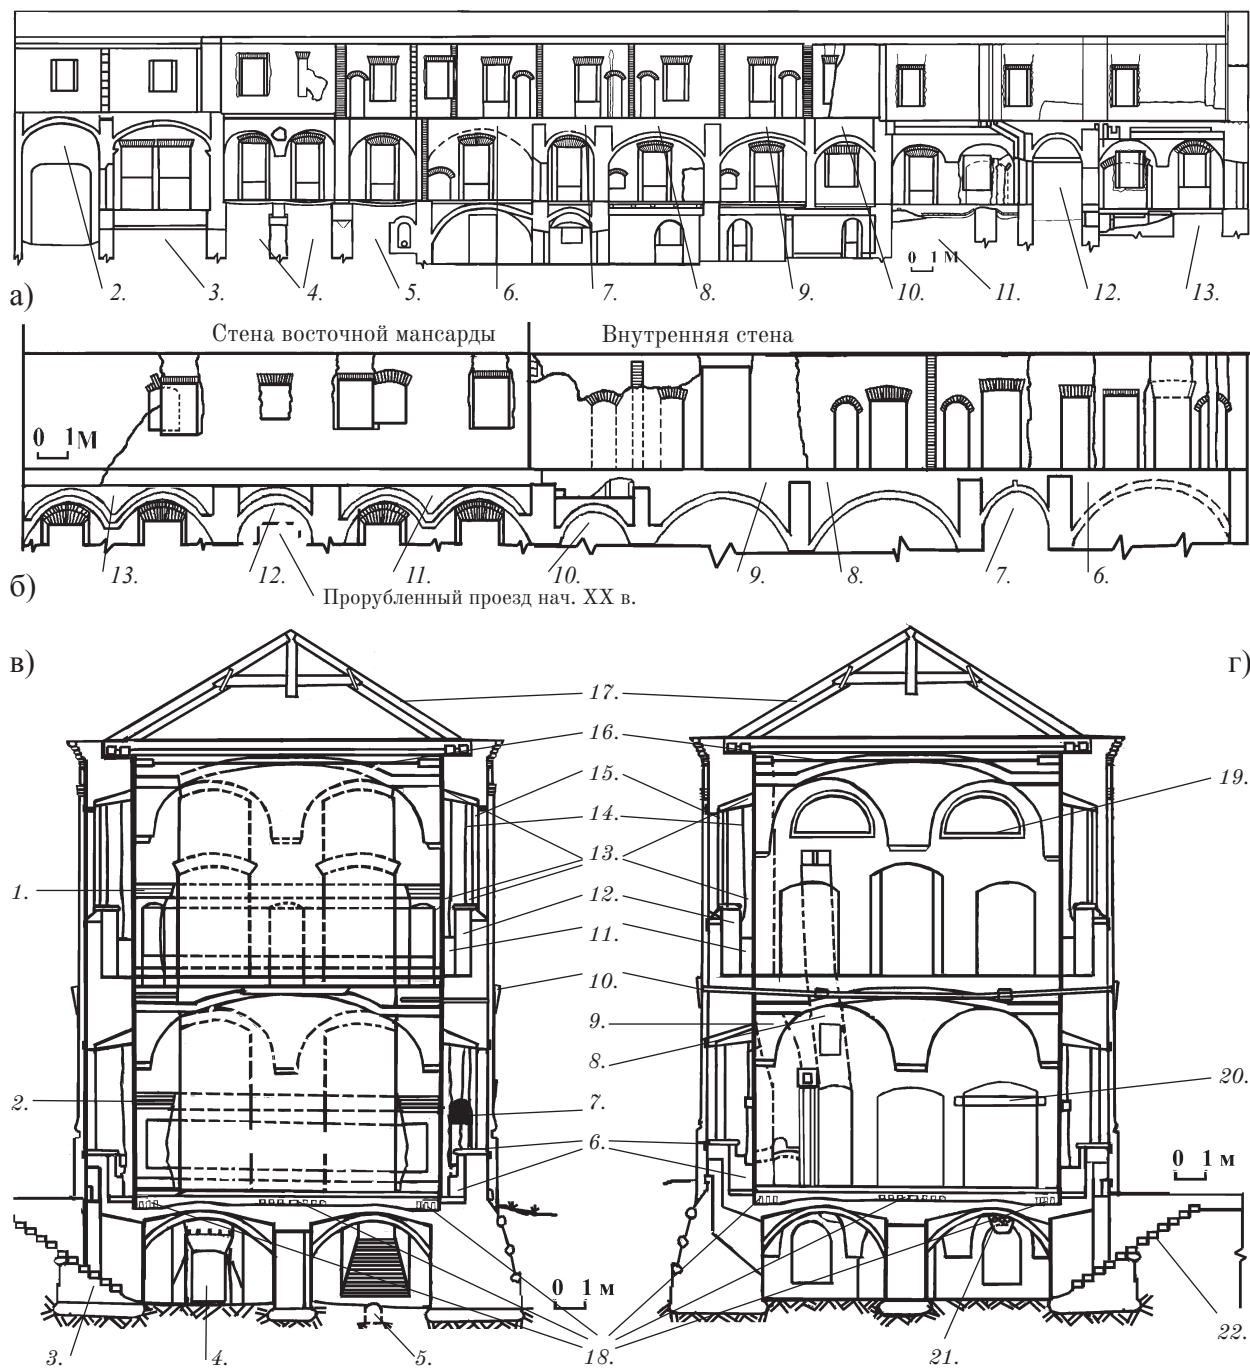 0 1 М
а)
2. 3. 4. 5. 6. 7. 8. 9. 10. 11. 12. 13.
Стена восточной мансарды
Внутренняя стена
0 1М
13. 12. 11. 10. 9. 8. 7. 6.
б)
Прорубленный проезд нач. XX в.
в)
г)
17.
16.
15.
19.
14.
13.
1.
12.
11.
10.
9.
8.
20.
2.
7.
6.
0 1 м
0 1 м
3. 4. 5. 18. 21. 22.